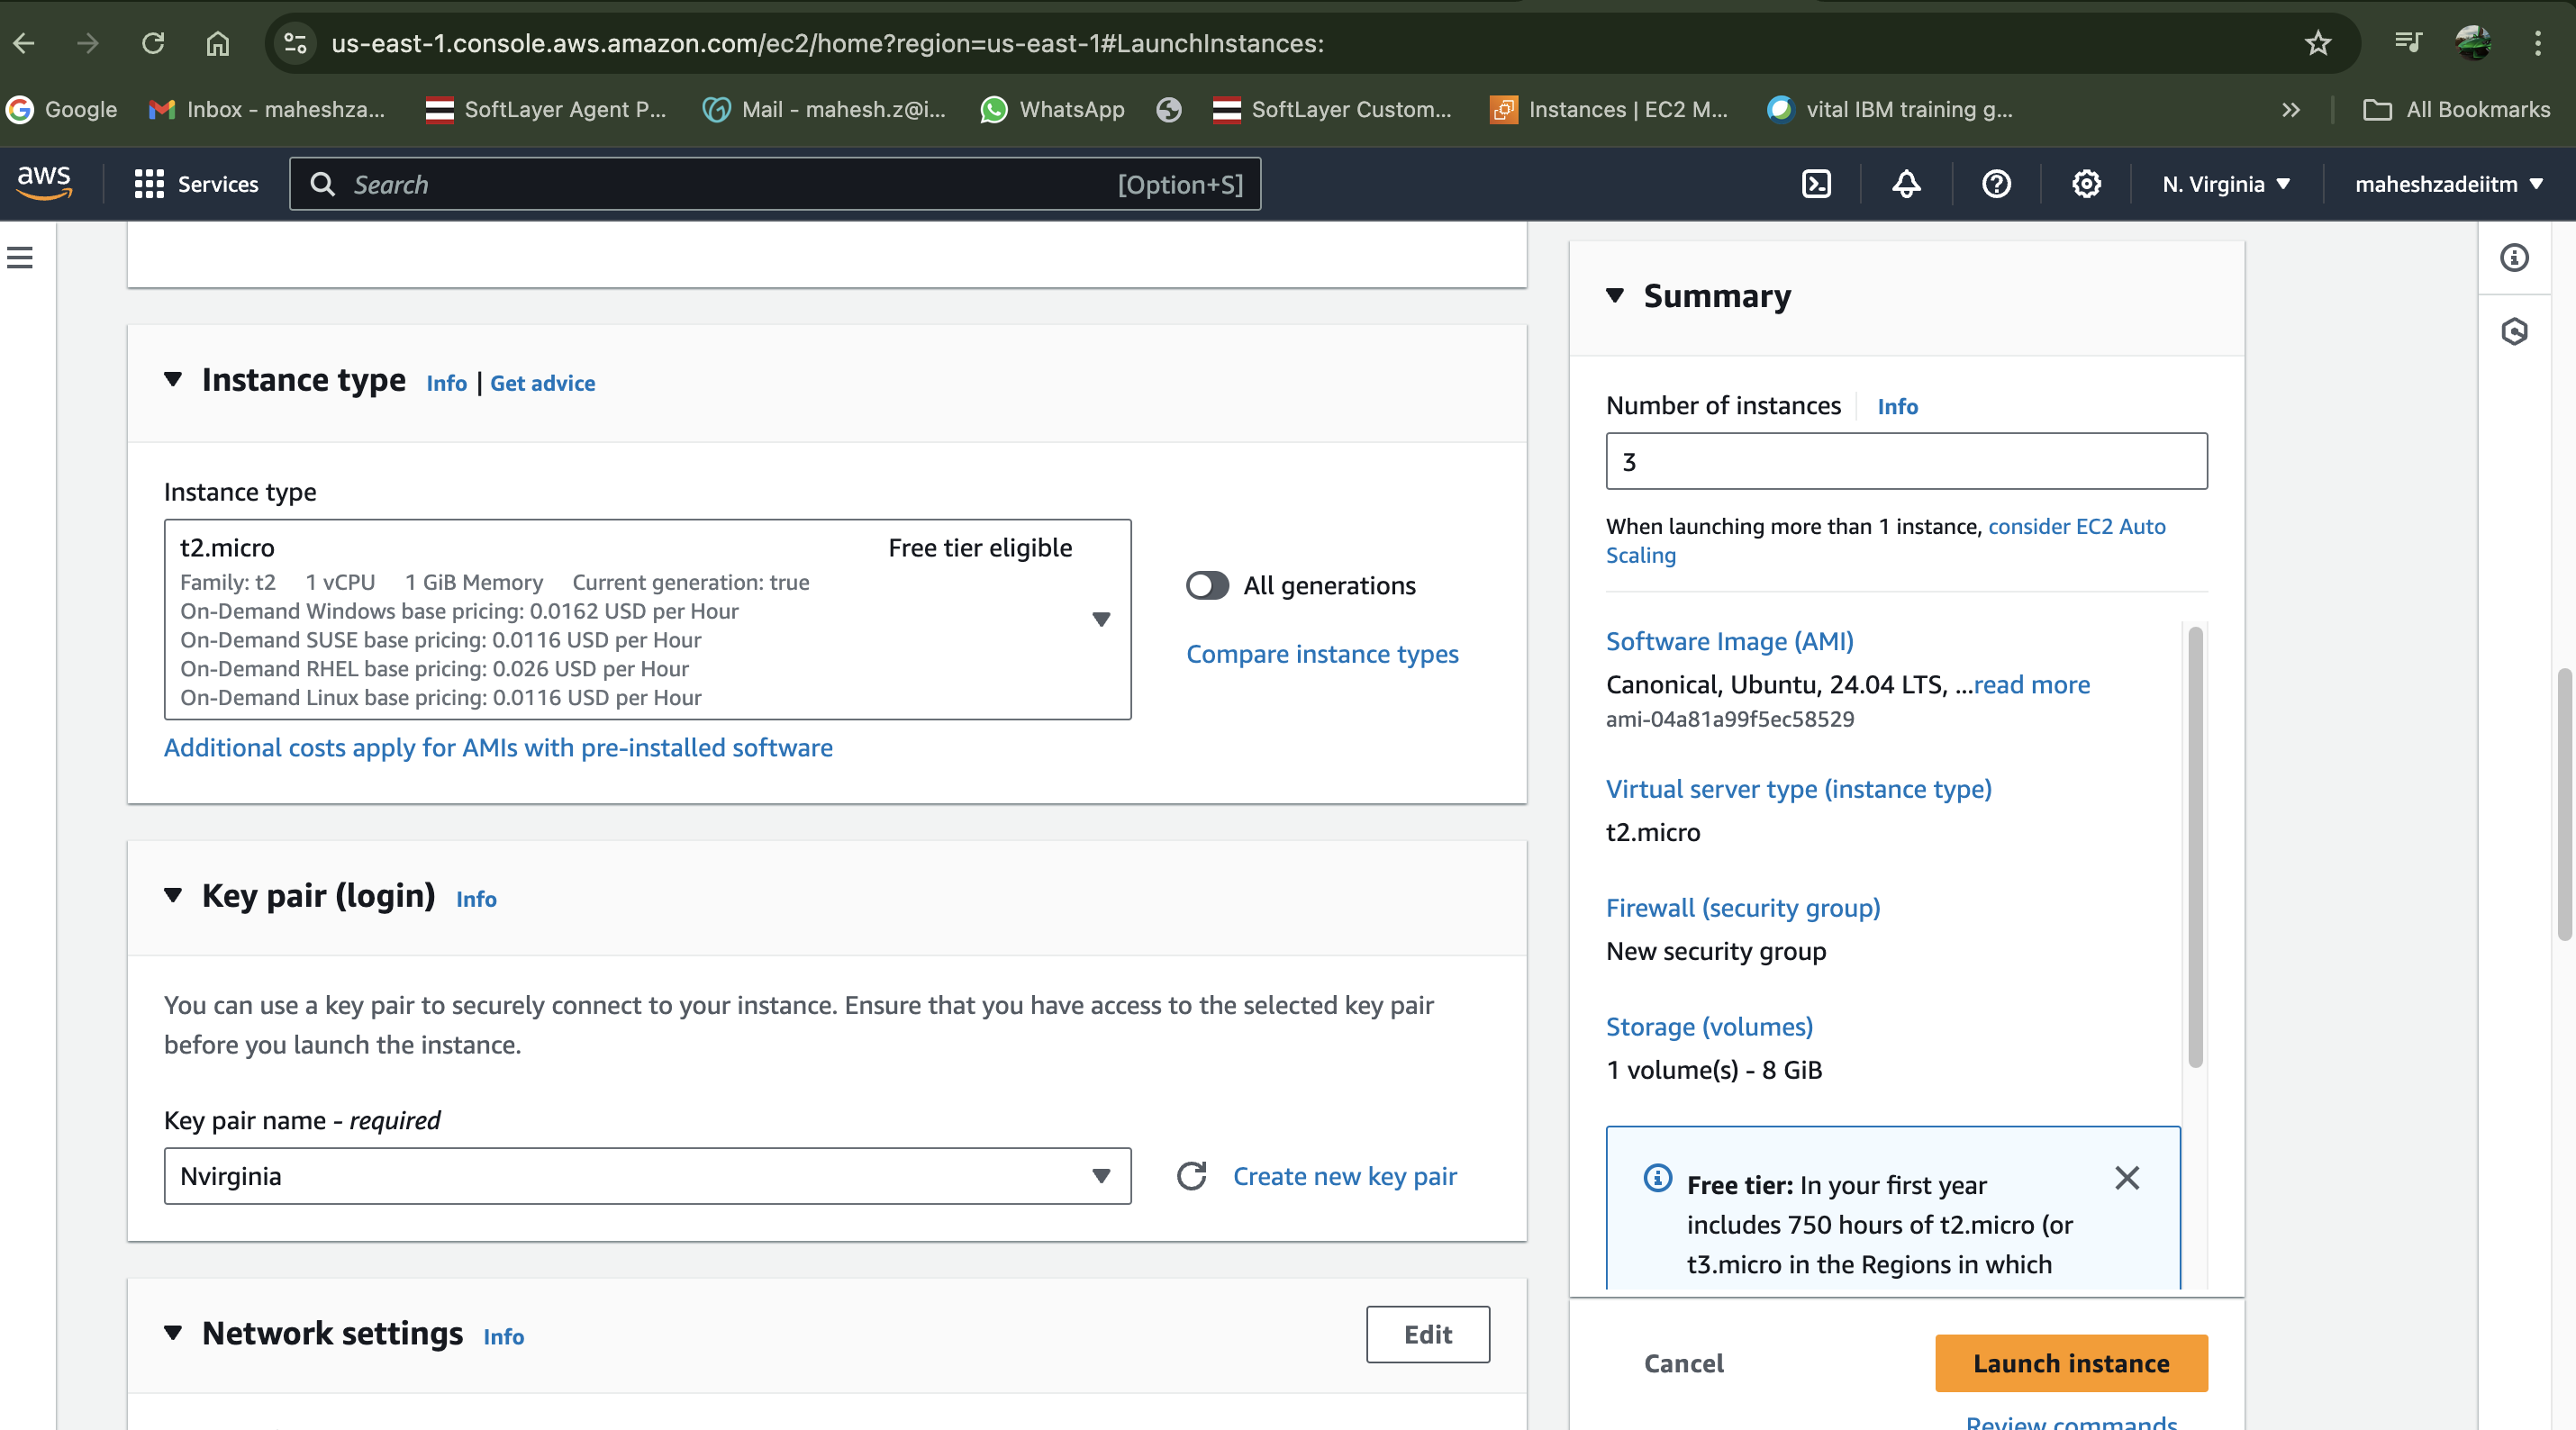 us-east-1.console.aws.amazon.com/ec2/home?region=us-east-1#LaunchInstances:
Google
Inbox - maheshza...
SoftLayer Agent P...
Mail - mahesh.z@i...
WhatsApp
SoftLayer Custom...
Instances | EC2 M...
vital IBM training g...
All Bookmarks
aws
Services
Search
[Option+S]
N. Virginia
maheshzadeiitm
Instance type Info | Get advice
Instance type
t2.micro Free tier eligible
Family: t2 1 vCPU 1 GiB Memory Current generation: true
On-Demand Windows base pricing: 0.0162 USD per Hour
On-Demand SUSE base pricing: 0.0116 USD per Hour
On-Demand RHEL base pricing: 0.026 USD per Hour
On-Demand Linux base pricing: 0.0116 USD per Hour
All generations
Compare instance types
Additional costs apply for AMIs with pre-installed software
Key pair (login) Info
You can use a key pair to securely connect to your instance. Ensure that you have access to the selected key pair
before you launch the instance.
Key pair name - required
Nvirginia
Create new key pair
Network settings Info
Edit
Summary
Number of instances Info
3
When launching more than 1 instance, consider EC2 Auto
Scaling
Software Image (AMI)
Canonical, Ubuntu, 24.04 LTS, ...read more
ami-04a81a99f5ec58529
Virtual server type (instance type)
t2.micro
Firewall (security group)
New security group
Storage (volumes)
1 volume(s) - 8 GiB
Free tier: In your first year
includes 750 hours of t2.micro (or
t3.micro in the Regions in which
Cancel
Launch instance
Review commands